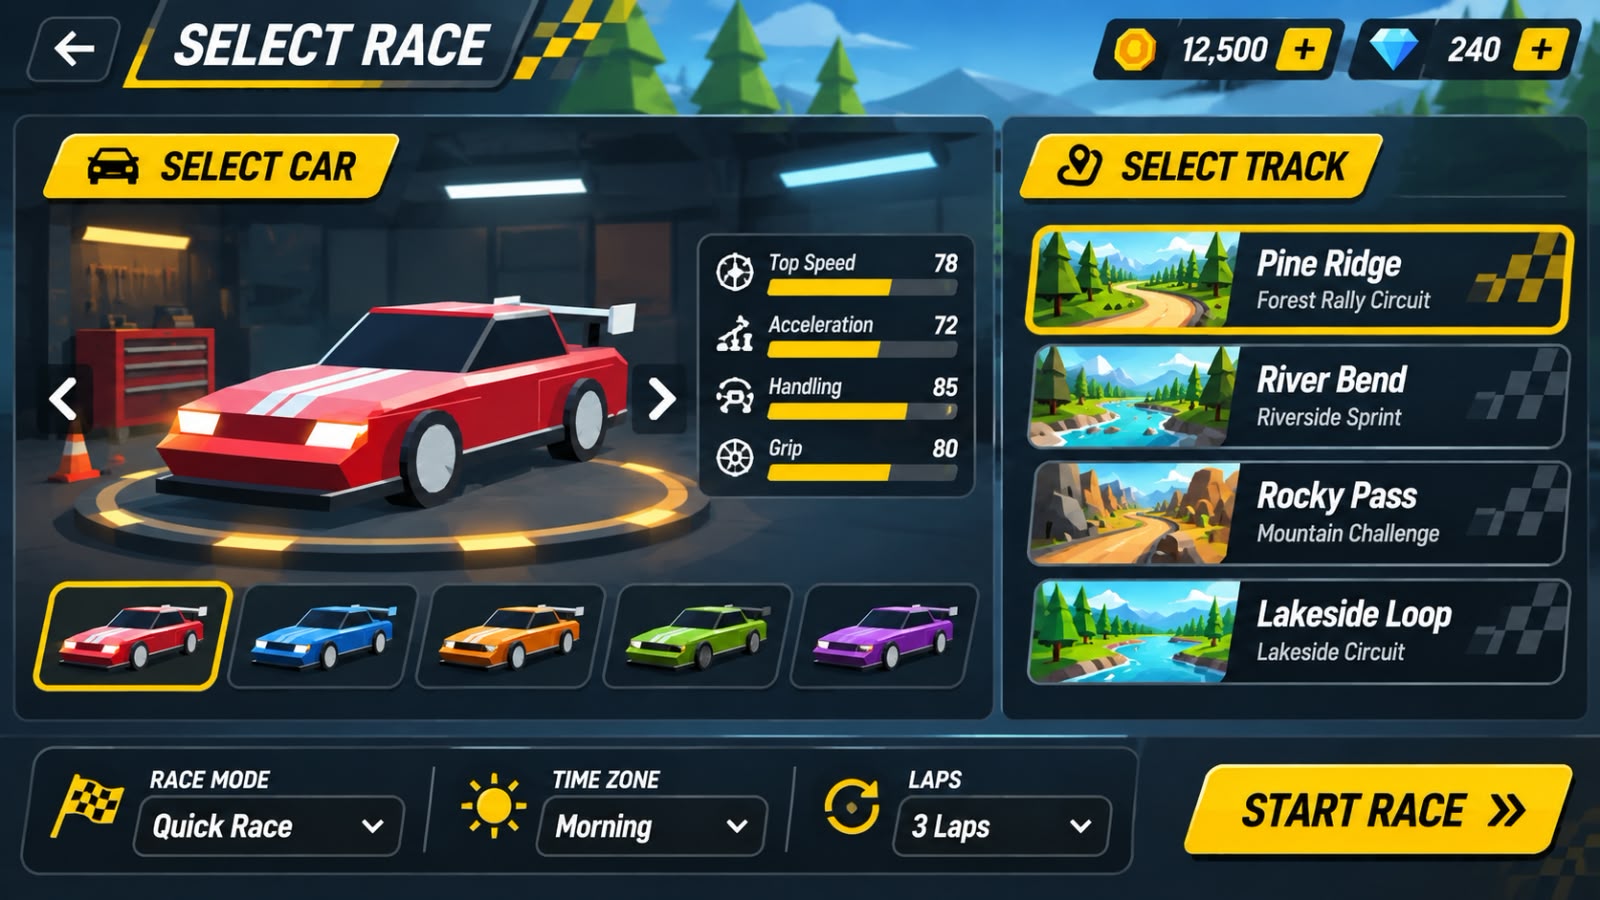 SELECT RACE
12,500 +
240 +
SELECT CAR
Top Speed 78
Acceleration 72
Handling 85
Grip 80
SELECT TRACK
Pine Ridge
Forest Rally Circuit
River Bend
Riverside Sprint
Rocky Pass
Mountain Challenge
Lakeside Loop
Lakeside Circuit
RACE MODE
Quick Race
TIME ZONE
Morning
LAPS
3 Laps
START RACE